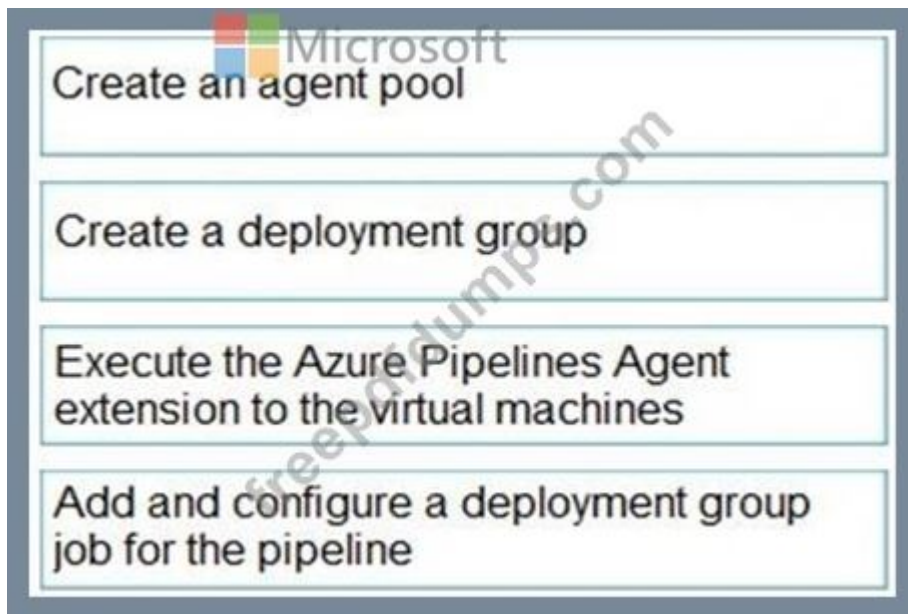 Microsoft
Create an agent pool
Create a deployment group
Execute the Azure Pipelines Agent
extension to the virtual machines
Add and configure a deployment group
job for the pipeline
freepdfdumps.com